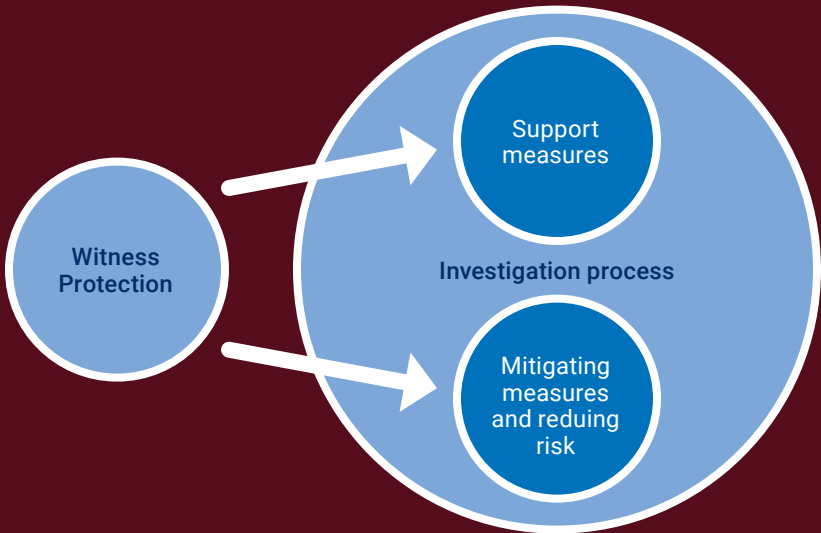 Support
measures
Witness
Protection
Investigation process
Mitigating
measures
and reduing
risk